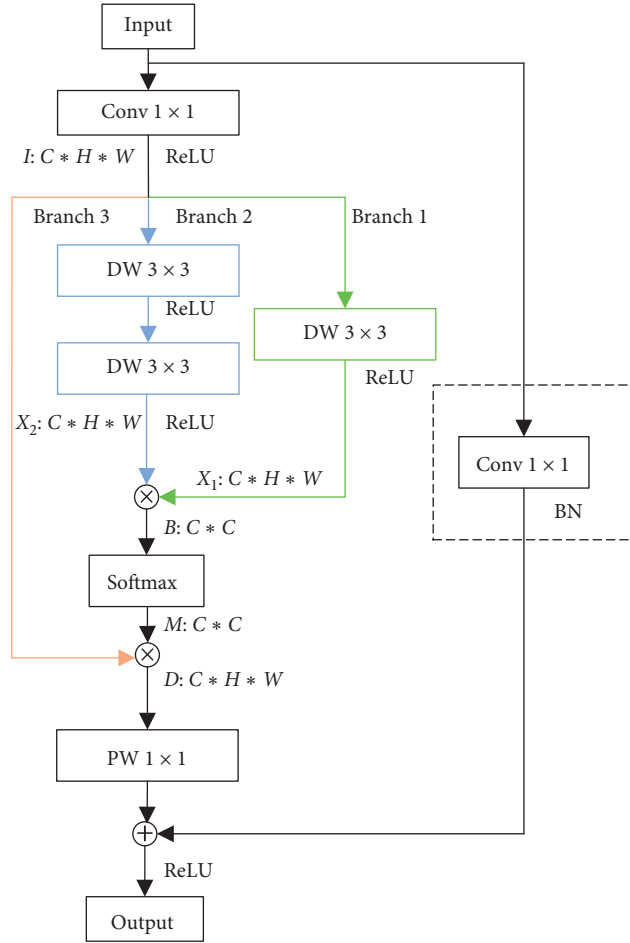 Input
Conv 1 × 1
I: C * H * W
ReLU
Branch 3
Branch 2
Branch 1
DW 3 × 3
ReLU
DW 3 × 3
DW 3 × 3
ReLU
X₂: C * H * W
ReLU
Conv 1 × 1
X₁: C * H * W
BN
B: C * C
Softmax
M: C * C
D: C * H * W
PW 1 × 1
ReLU
Output